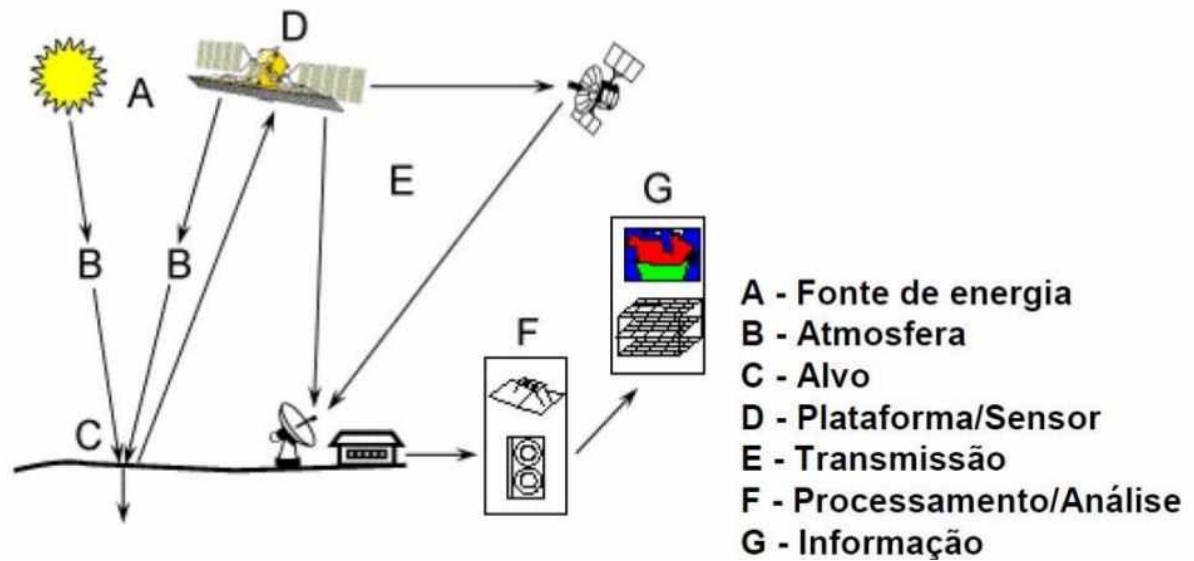 D
A
E
G
B
B
F
C
A - Fonte de energia
B - Atmosfera
C - Alvo
D - Plataforma/Sensor
E - Transmissão
F - Processamento/Análise
G - Informação